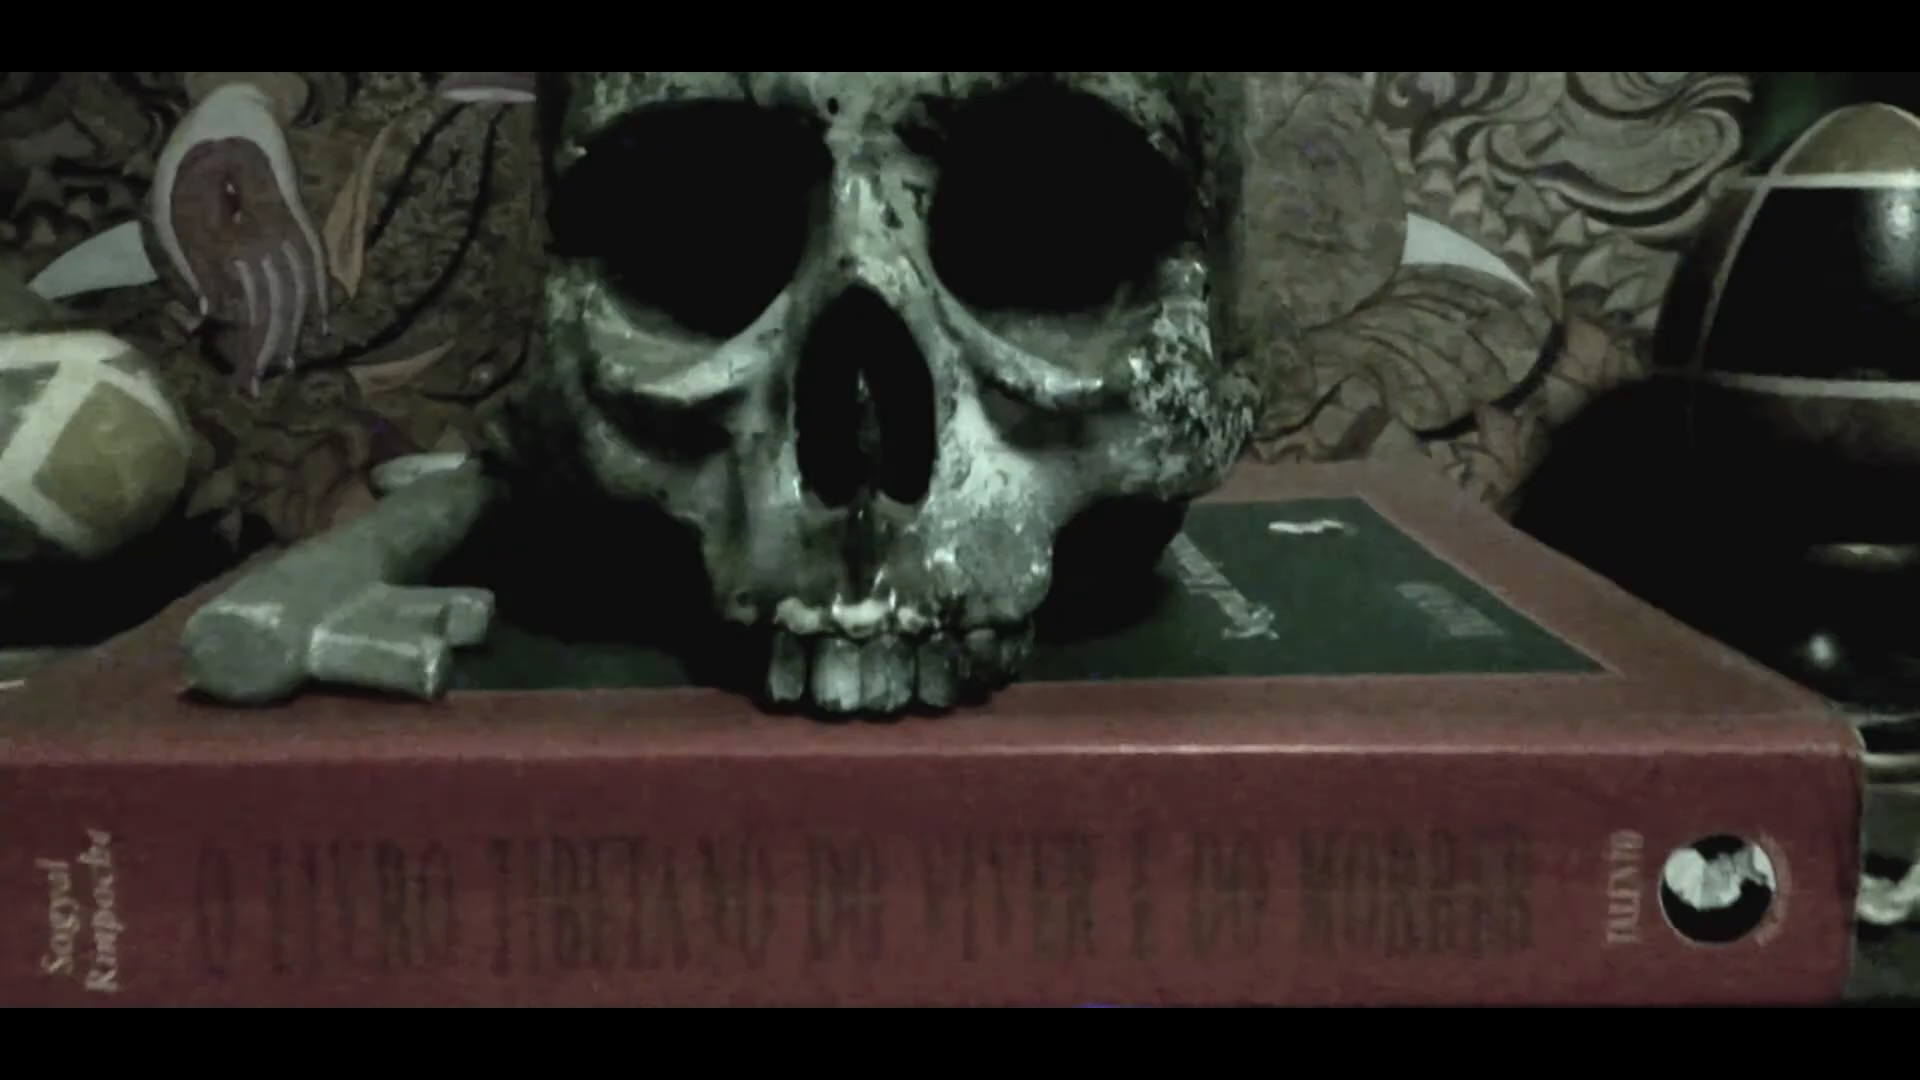 Sogyal
Rinpoche
O LIVRO TIBETANO DO VIVER E DO MORRER
TALENTO